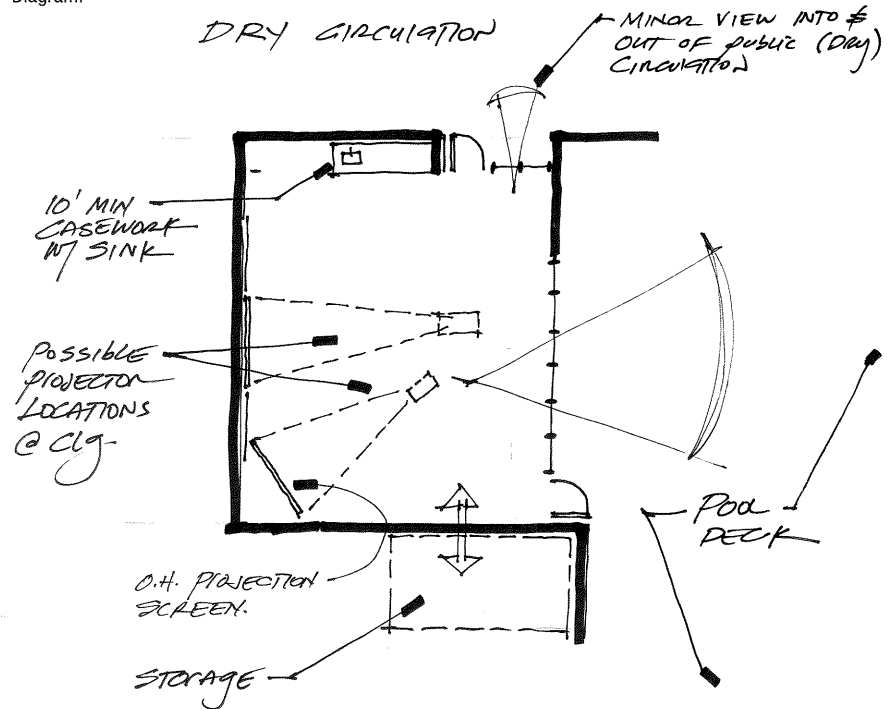 Diagram:
DRY CIRCULATION
MINOR VIEW INTO &
OUT OF PUBLIC (DRY)
CIRCULATION
10' MIN
CASEWORK
W/ SINK
POSSIBLE
PROJECTOR
LOCATIONS
@ Clg.
POOL
DECK
O.H. PROJECTION
SCREEN.
STORAGE